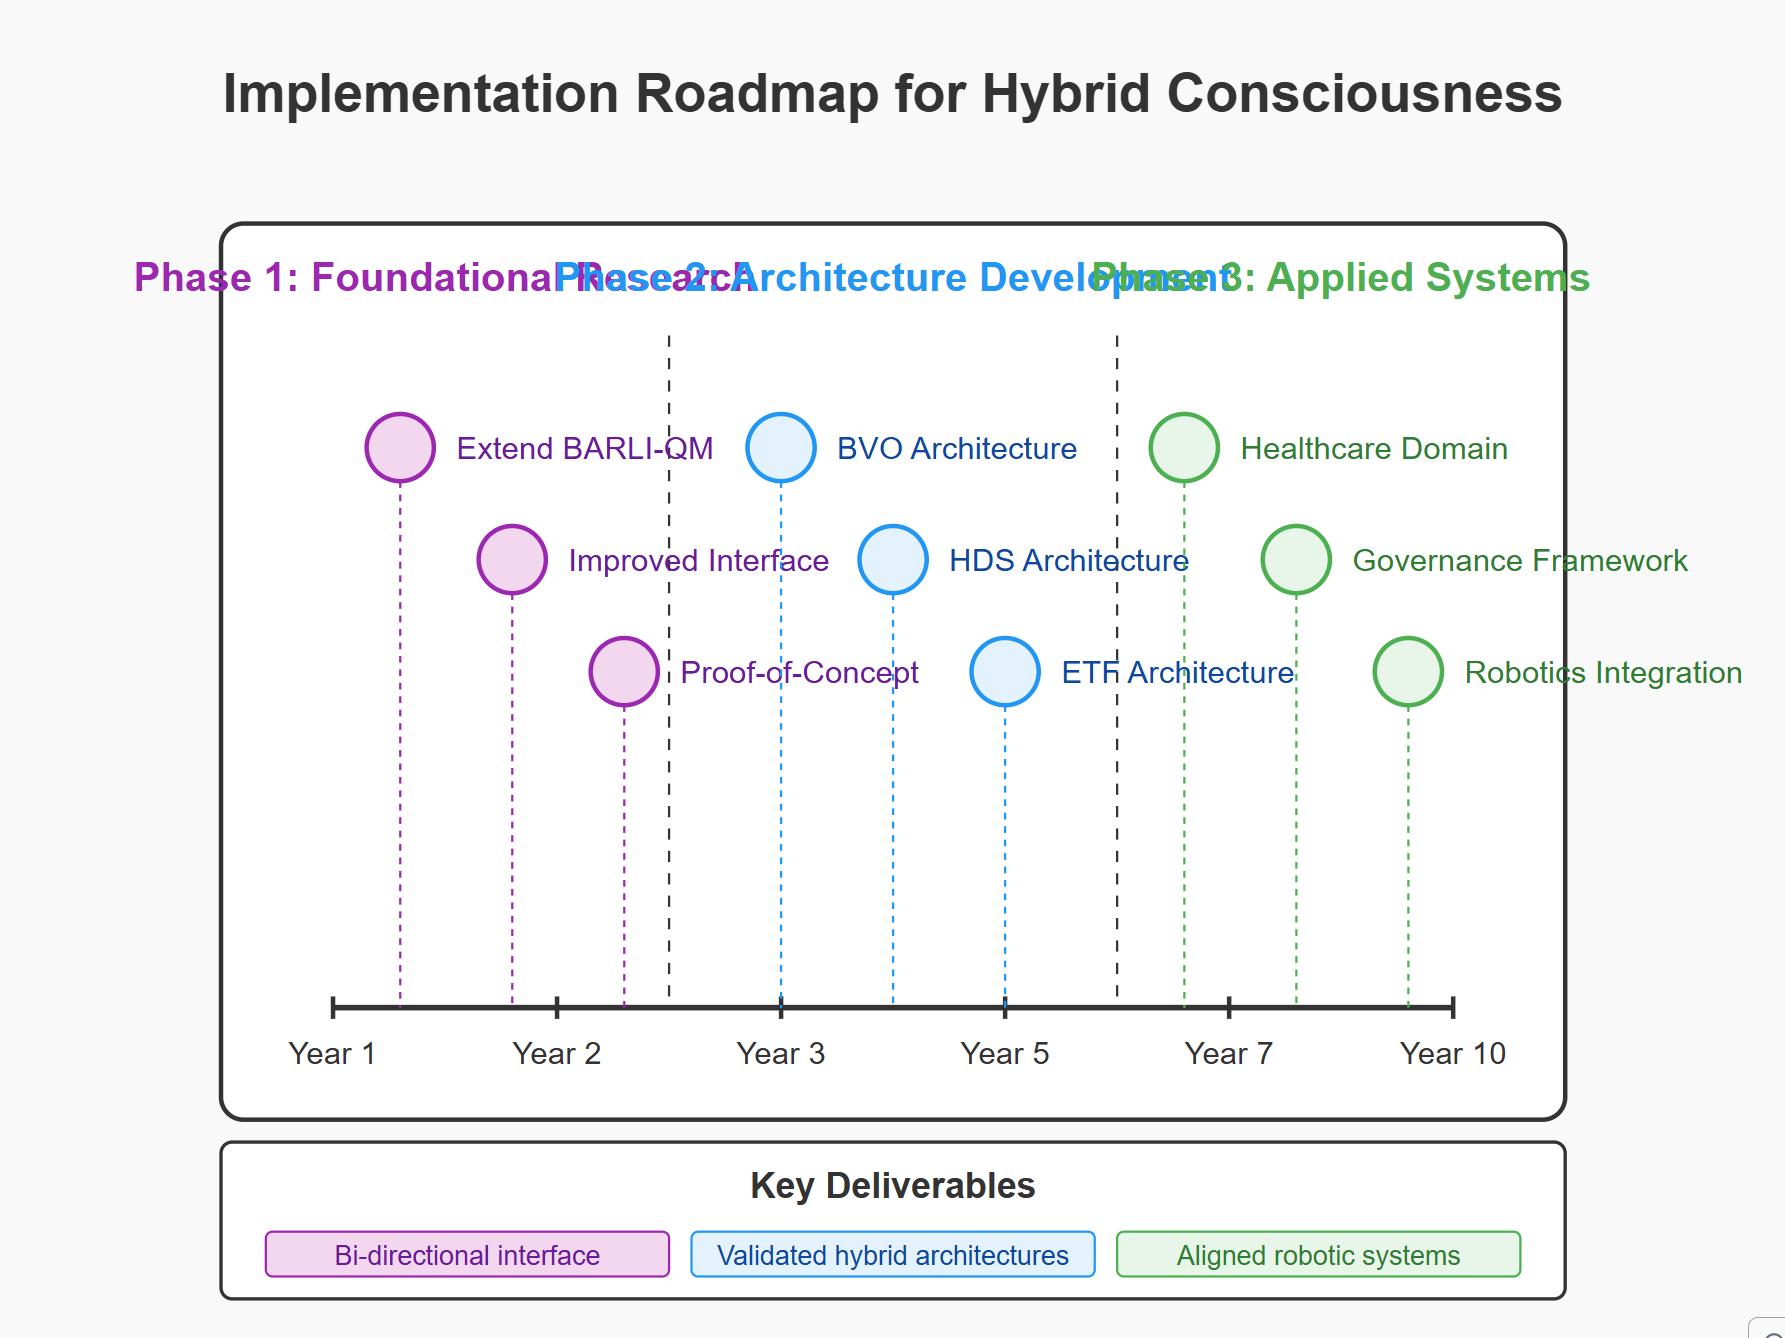 Implementation Roadmap for Hybrid Consciousness
Phase 1: Foundational Research
Phase 2: Architecture Development
Phase 3: Applied Systems
Extend BARLI-QM
BVO Architecture
Healthcare Domain
Improved Interface
HDS Architecture
Governance Framework
Proof-of-Concept
ETF Architecture
Robotics Integration
Year 1
Year 2
Year 3
Year 5
Year 7
Year 10
Key Deliverables
Bi-directional interface
Validated hybrid architectures
Aligned robotic systems